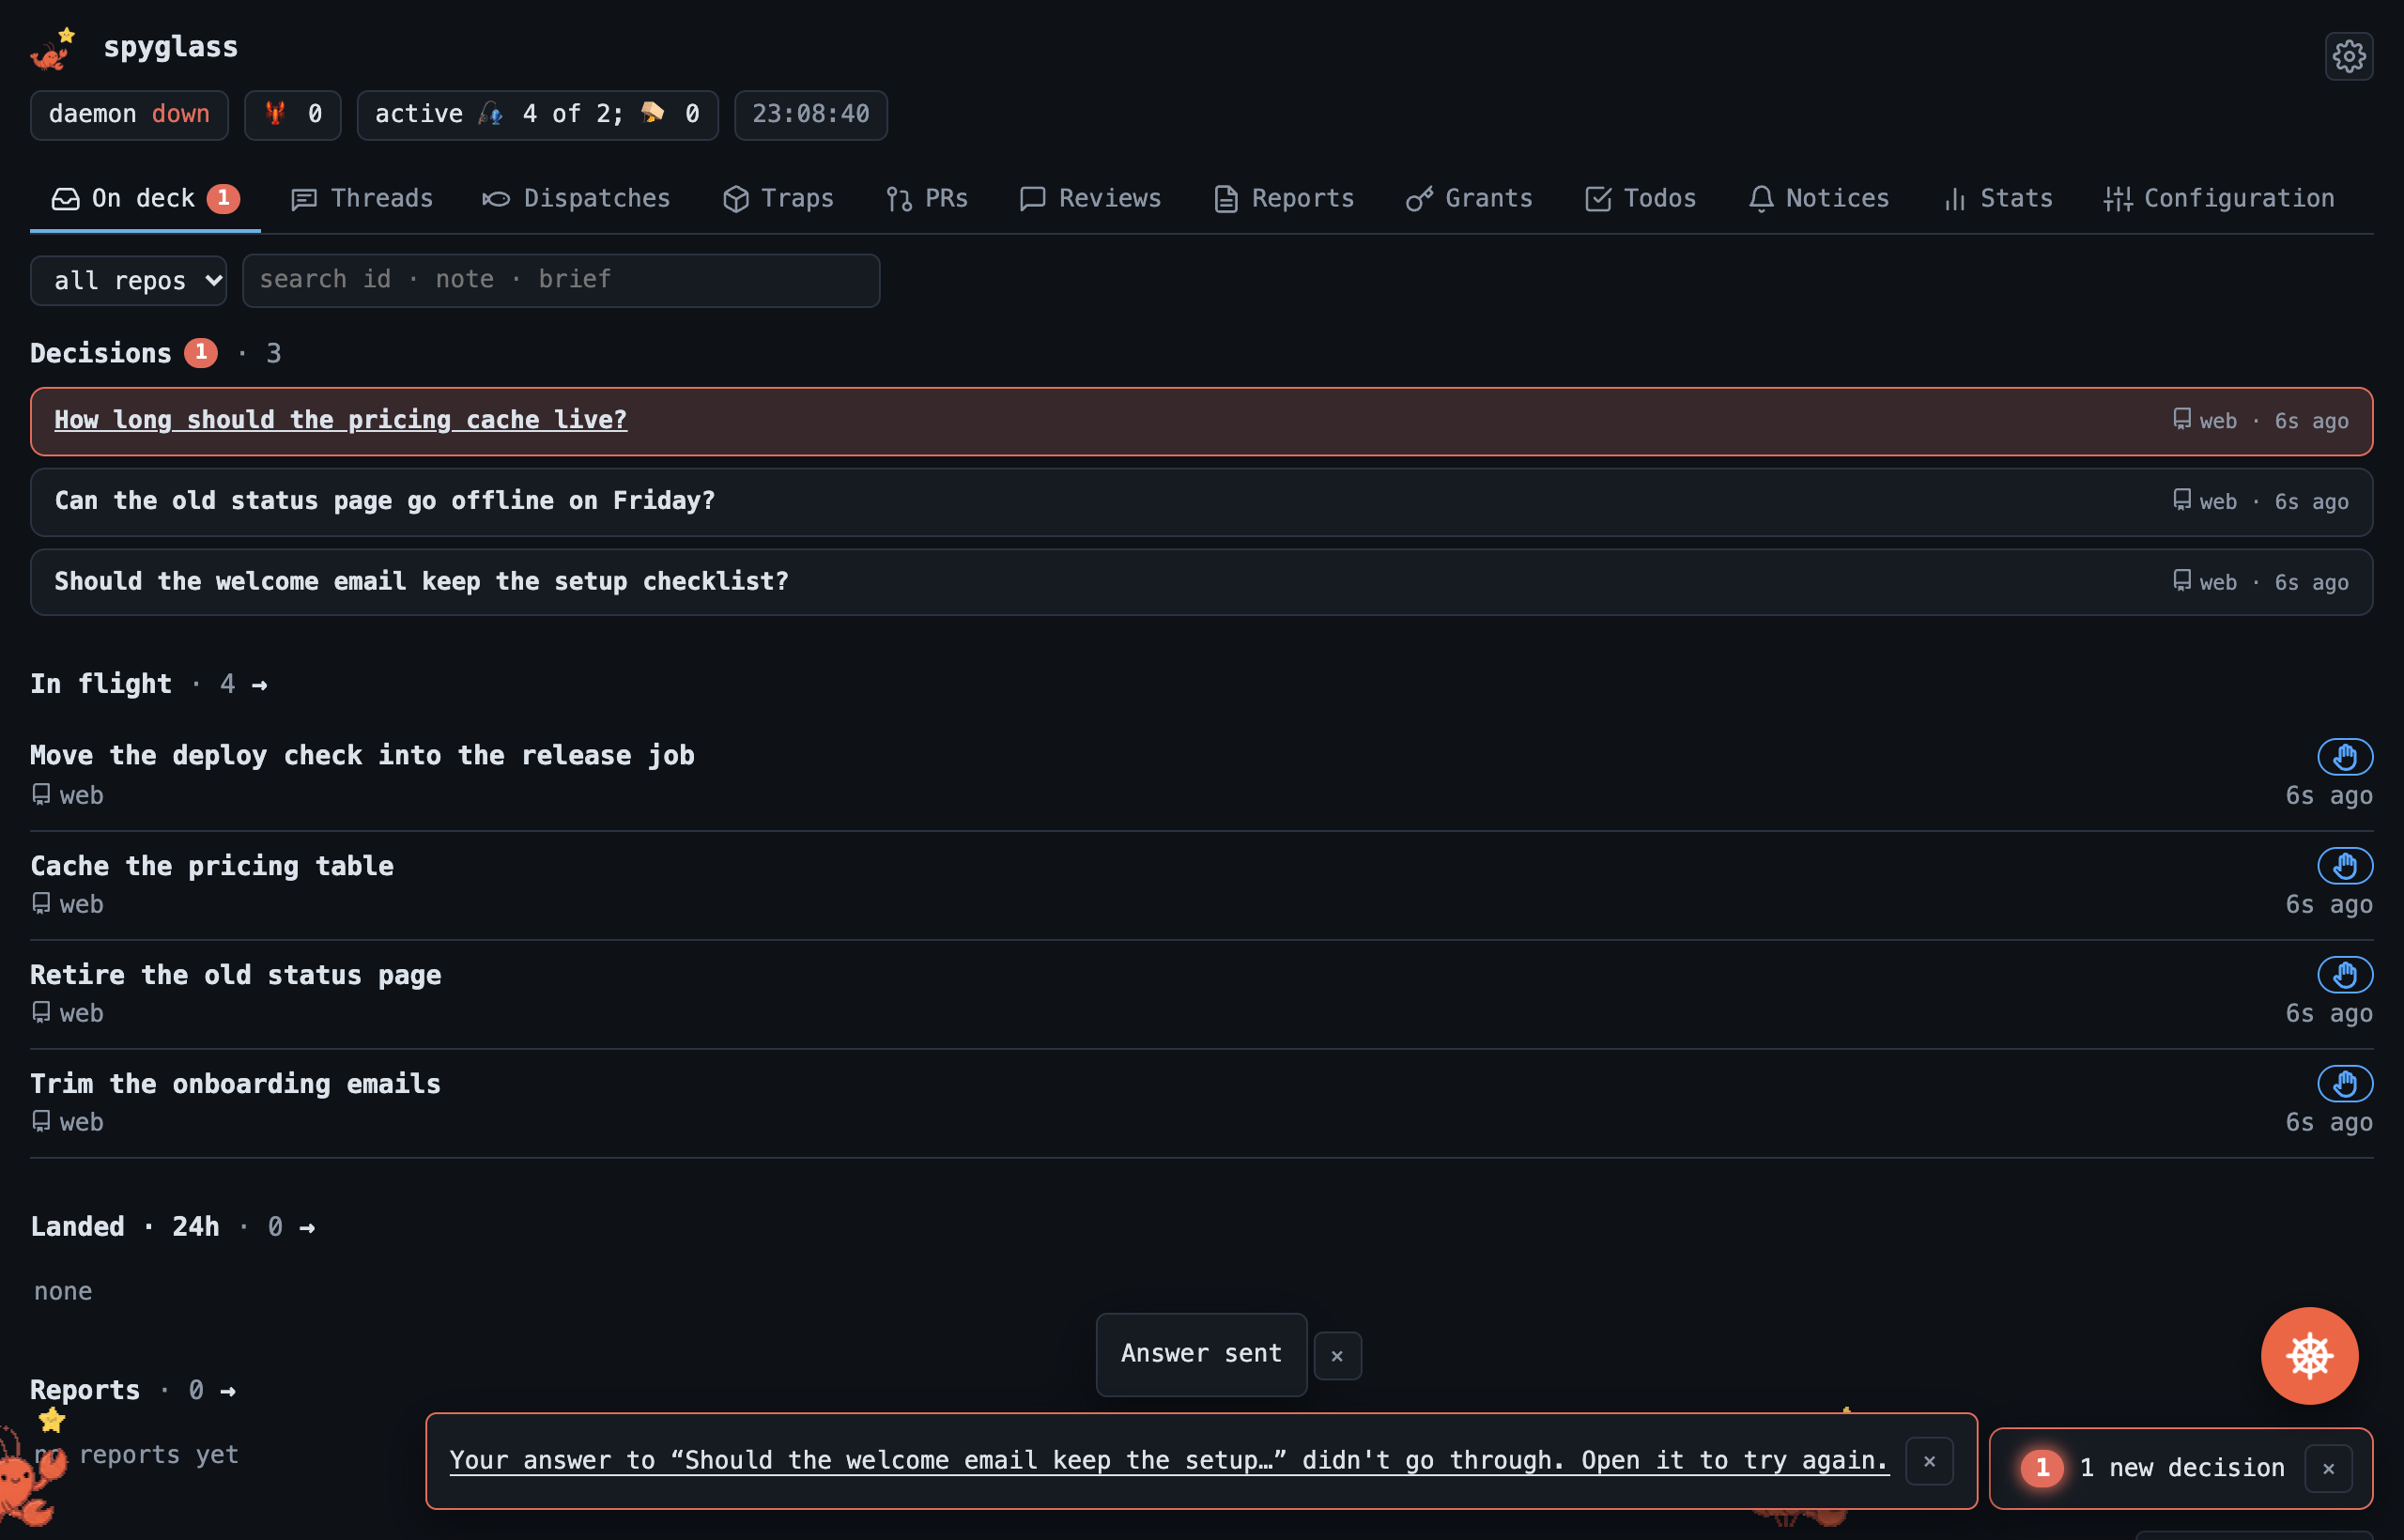 spyglass
daemon down
0
active 4 of 2; 0
23:08:40
On deck 1
Threads
Dispatches
Traps
PRs
Reviews
Reports
Grants
Todos
Notices
Stats
Configuration
all repos
search id · note · brief
Decisions 1 · 3
How long should the pricing cache live?
web · 6s ago
Can the old status page go offline on Friday?
web · 6s ago
Should the welcome email keep the setup checklist?
web · 6s ago
In flight · 4 →
Move the deploy check into the release job
web
6s ago
Cache the pricing table
web
6s ago
Retire the old status page
web
6s ago
Trim the onboarding emails
web
6s ago
Landed · 24h · 0 →
none
Answer sent ×
Reports · 0 →
reports yet
Your answer to “Should the welcome email keep the setup…” didn't go through. Open it to try again. ×
1 1 new decision ×